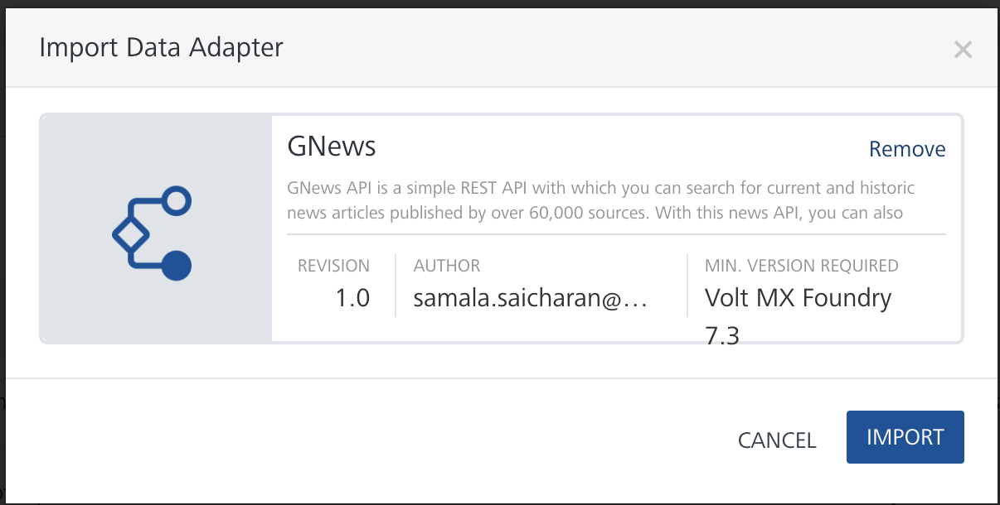 Import Data Adapter
×
GNews
Remove
GNews API is a simple REST API with which you can search for current and historic
news articles published by over 60,000 sources. With this news API, you can also
REVISION
1.0
AUTHOR
samala.saicharan@...
MIN. VERSION REQUIRED
Volt MX Foundry
7.3
CANCEL
IMPORT